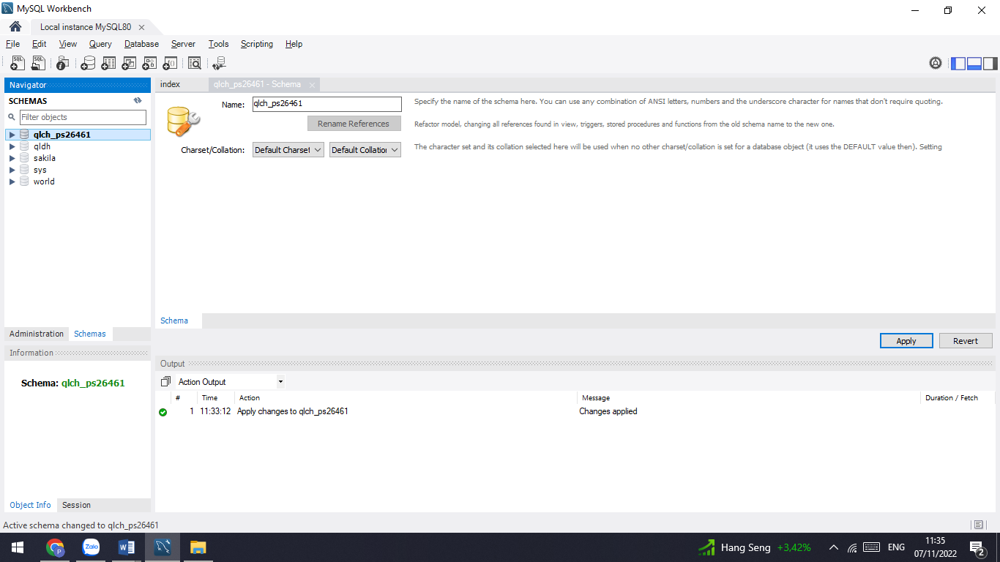 MySQL Workbench
Local instance MySQL80
File Edit View Query Database Server Tools Scripting Help
Navigator
SCHEMAS
Filter objects
qlch_ps26461
qldh
sakila
sys
world
Administration Schemas
Information
Schema: qlch_ps26461
Object Info Session
index qlch_ps26461 - Schema
Name: qlch_ps26461 Specify the name of the schema here. You can use any combination of ANSI letters, numbers and the underscore character for names that don't require quoting.
Rename References Refactor model, changing all references found in view, triggers, stored procedures and functions from the old schema name to the new one.
Charset/Collation: Default Charset Default Collation The character set and its collation selected here will be used when no other charset/collation is set for a database object (it uses the DEFAULT value then). Setting
Schema
Apply Revert
Output
Action Output
# Time Action Message Duration / Fetch
1 11:33:12 Apply changes to qlch_ps26461 Changes applied
Active schema changed to qlch_ps26461
Zalo Hang Seng +3,42% ENG 11:35
07/11/2022 2